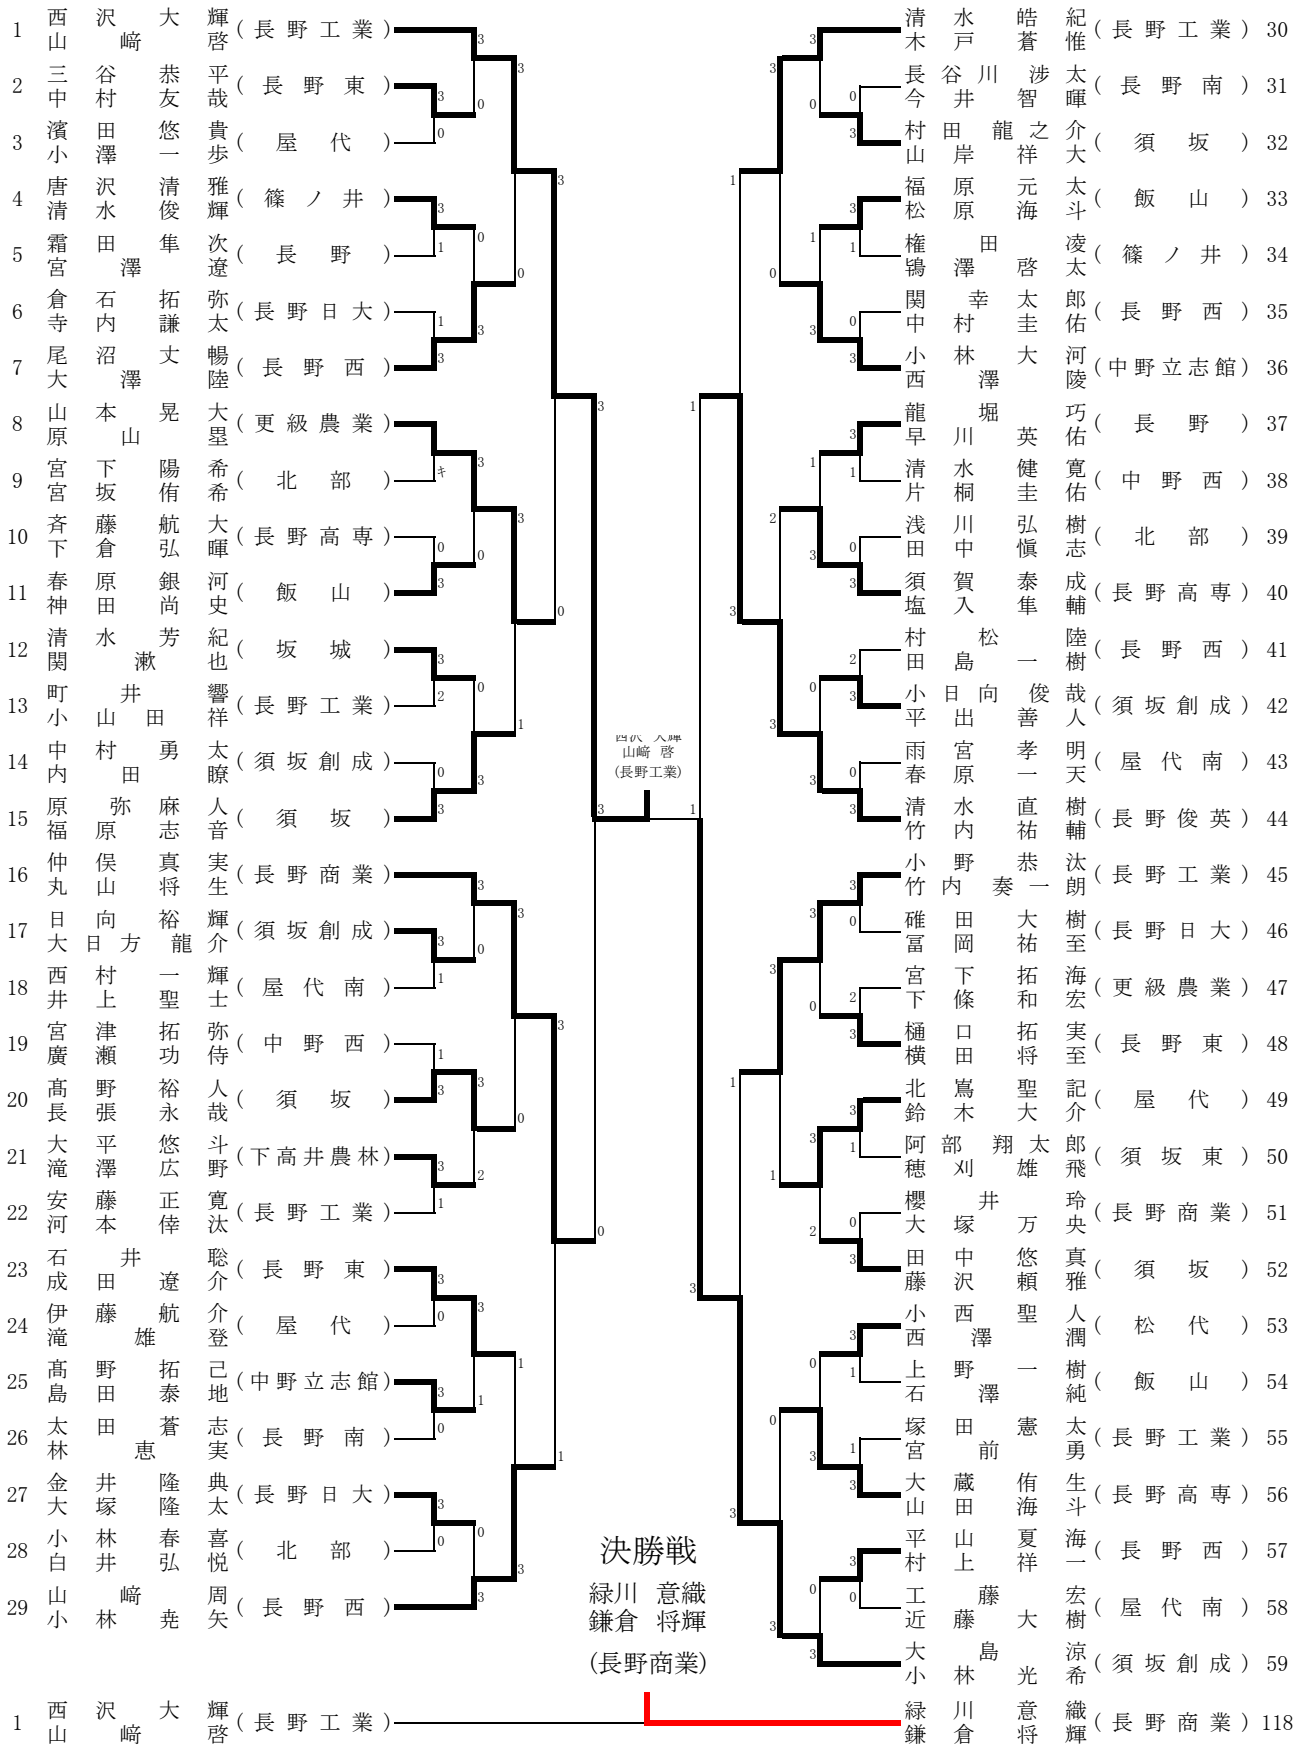 1 西沢大輝 (長野工業)
山﨑啓
2 三谷恭平 (長野東)
中村友哉
3 濱田悠貴 (屋代)
小澤一歩
4 唐沢清雅 (篠ノ井)
清水俊輝
5 霜田隼次 (長野)
宮澤遼
6 倉石拓弥 (長野日大)
寺内謙太
7 尾沼丈暢 (長野西)
大澤陸
8 山本晃大 (更級農業)
原山塁
9 宮下陽希 (北部)
宮坂侑希
10 斉藤航大 (長野高専)
下倉弘暉
11 春原銀河 (飯山)
神田尚史
12 清水芳紀 (坂城)
関漱也
13 町井響 (長野工業)
小山田祥
14 中村勇太 (須坂創成)
内田瞭
15 原弥麻人 (須坂)
福原志音
16 仲俣真実 (長野商業)
丸山将生
17 日向裕輝 (須坂創成)
大日方龍介
18 西村一輝 (屋代南)
井上聖士
19 宮津拓弥 (中野西)
廣瀬功侍
20 髙野裕人 (須坂)
長張永哉
21 大平悠斗 (下高井農林)
滝澤広野
22 安藤正寛 (長野工業)
河本倖汰
23 石井聡 (長野東)
成田遼介
24 伊藤航介 (屋代)
滝雄登
25 髙野拓己 (中野立志館)
島田泰地
26 太田蒼志 (長野南)
林恵実
27 金井隆典 (長野日大)
大塚隆太
28 小林春喜 (北部)
白井弘悦
29 山﨑周 (長野西)
小林尭矢
西沢 大輝
山﨑 啓
(長野工業)
清水皓紀 (長野工業) 30
木戸蒼惟
長谷川渉太 (長野南) 31
今井智暉
村田龍之介 (須坂) 32
山岸祥大
福原元太 (飯山) 33
松原海斗
権田凌 (篠ノ井) 34
鴇澤啓太
関幸太郎 (長野西) 35
中村圭佑
小林大河 (中野立志館) 36
西澤陵
龍堀巧 (長野) 37
早川英佑
清水健寛 (中野西) 38
片桐圭佑
浅川弘樹 (北部) 39
田中愼志
須賀泰成 (長野高専) 40
塩入隼輔
村松陸 (長野西) 41
田島一樹
小日向俊哉 (須坂創成) 42
平出善人
雨宮孝明 (屋代南) 43
春原一天
清水直樹 (長野俊英) 44
竹内祐輔
小野恭汰 (長野工業) 45
竹内奏一朗
碓田大樹 (長野日大) 46
冨岡祐至
宮下拓海 (更級農業) 47
下條和宏
樋口拓実 (長野東) 48
横田将至
北嶌聖記 (屋代) 49
鈴木大介
阿部翔太郎 (須坂東) 50
穂刈雄飛
櫻井玲 (長野商業) 51
大塚万央
田中悠真 (須坂) 52
藤沢頼雅
小西聖人 (松代) 53
西澤潤
上野一樹 (飯山) 54
石澤純
塚田憲太 (長野工業) 55
宮前勇
大蔵侑生 (長野高専) 56
山田海斗
平山夏海 (長野西) 57
村上祥一
工藤宏 (屋代南) 58
近藤大樹
大島涼 (須坂創成) 59
小林光希
決勝戦
緑川 意織
鎌倉 将輝
(長野商業)
1 西沢大輝 (長野工業)
山﨑啓
緑川意織 (長野商業) 118
鎌倉将輝